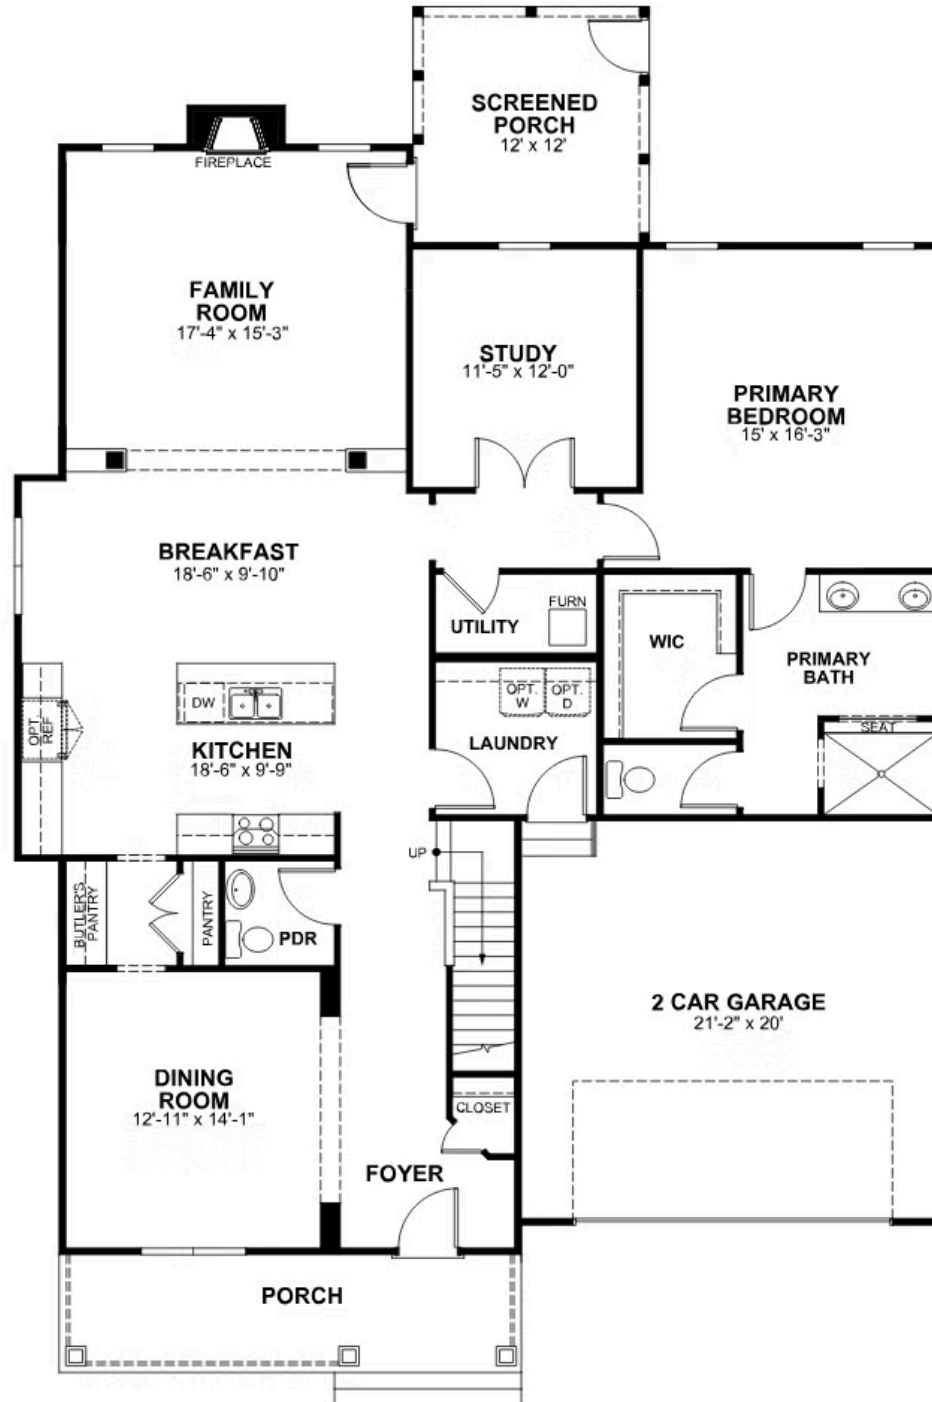 SCREENED
PORCH
12' x 12'
FIREPLACE
FAMILY
ROOM
17'-4" x 15'-3"
STUDY
11'-5" x 12'-0"
PRIMARY
BEDROOM
15' x 16'-3"
BREAKFAST
18'-6" x 9'-10"
FURN
UTILITY
WIC
PRIMARY
BATH
OPT.
W
OPT.
D
DW
OPT.
REF
SEAT
LAUNDRY
KITCHEN
18'-6" x 9'-9"
UP
BUTLER'S
PANTRY
PANTRY
PDR
2 CAR GARAGE
21'-2" x 20'
DINING
ROOM
12'-11" x 14'-1"
CLOSET
FOYER
PORCH